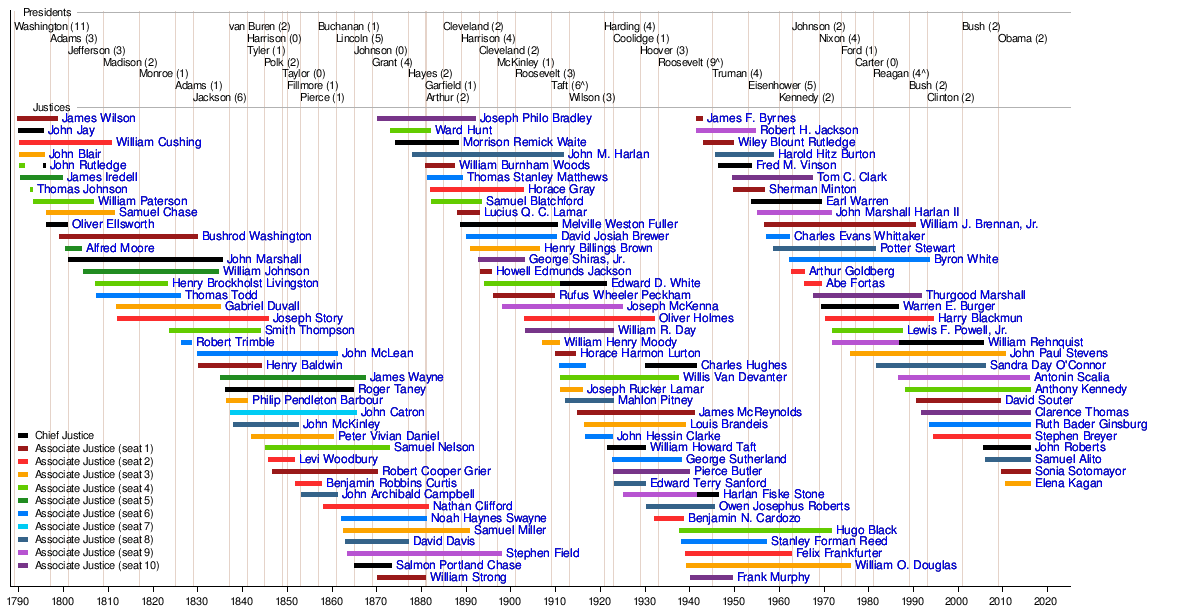 Presidents
Washington (11)
van Buren (2)
Buchanan (1)
Cleveland (2)
Harding (4)
Johnson (2)
Bush (2)
Adams (3)
Harrison (0)
Lincoln (5)
Harrison (4)
Coolidge (1)
Nixon (4)
Obama (2)
Jefferson (3)
Tyler (1)
Johnson (0)
Cleveland (2)
Hoover (3)
Ford (1)
Madison (2)
Polk (2)
Grant (4)
McKinley (1)
Roosevelt (9^)
Carter (0)
Monroe (1)
Taylor (0)
Hayes (2)
Roosevelt (3)
Truman (4)
Reagan (4^)
Adams (1)
Fillmore (1)
Garfield (1)
Taft (6^)
Eisenhower (5)
Bush (2)
Jackson (6)
Pierce (1)
Arthur (2)
Wilson (3)
Kennedy (2)
Clinton (2)
Justices
James Wilson
John Jay
William Cushing
John Blair
John Rutledge
James Iredell
Thomas Johnson
William Paterson
Samuel Chase
Oliver Ellsworth
Bushrod Washington
Alfred Moore
John Marshall
William Johnson
Henry Brockholst Livingston
Thomas Todd
Gabriel Duvall
Joseph Story
Smith Thompson
Robert Trimble
John McLean
Henry Baldwin
James Wayne
Roger Taney
Philip Pendleton Barbour
John Catron
John McKinley
Peter Vivian Daniel
Samuel Nelson
Levi Woodbury
Robert Cooper Grier
Benjamin Robbins Curtis
John Archibald Campbell
Nathan Clifford
Noah Haynes Swayne
Samuel Miller
David Davis
Stephen Field
Salmon Portland Chase
William Strong
Joseph Philo Bradley
Ward Hunt
Morrison Remick Waite
John M. Harlan
William Burnham Woods
Thomas Stanley Matthews
Horace Gray
Samuel Blatchford
Lucius Q. C. Lamar
Melville Weston Fuller
David Josiah Brewer
Henry Billings Brown
George Shiras, Jr.
Howell Edmunds Jackson
Edward D. White
Rufus Wheeler Peckham
Joseph McKenna
Oliver Holmes
William R. Day
William Henry Moody
Horace Harmon Lurton
Charles Hughes
Willis Van Devanter
Joseph Rucker Lamar
Mahlon Pitney
James McReynolds
Louis Brandeis
John Hessin Clarke
William Howard Taft
George Sutherland
Pierce Butler
Edward Terry Sanford
Harlan Fiske Stone
Owen Josephus Roberts
Benjamin N. Cardozo
Hugo Black
Stanley Forman Reed
Felix Frankfurter
William O. Douglas
Frank Murphy
James F. Byrnes
Robert H. Jackson
Wiley Blount Rutledge
Harold Hitz Burton
Fred M. Vinson
Tom C. Clark
Sherman Minton
Earl Warren
John Marshall Harlan II
William J. Brennan, Jr.
Charles Evans Whittaker
Potter Stewart
Byron White
Arthur Goldberg
Abe Fortas
Thurgood Marshall
Warren E. Burger
Harry Blackmun
Lewis F. Powell, Jr.
William Rehnquist
John Paul Stevens
Sandra Day O'Connor
Antonin Scalia
Anthony Kennedy
David Souter
Clarence Thomas
Ruth Bader Ginsburg
Stephen Breyer
John Roberts
Samuel Alito
Sonia Sotomayor
Elena Kagan
Chief Justice
Associate Justice (seat 1)
Associate Justice (seat 2)
Associate Justice (seat 3)
Associate Justice (seat 4)
Associate Justice (seat 5)
Associate Justice (seat 6)
Associate Justice (seat 7)
Associate Justice (seat 8)
Associate Justice (seat 9)
Associate Justice (seat 10)
1790 1800 1810 1820 1830 1840 1850 1860 1870 1880 1890 1900 1910 1920 1930 1940 1950 1960 1970 1980 1990 2000 2010 2020